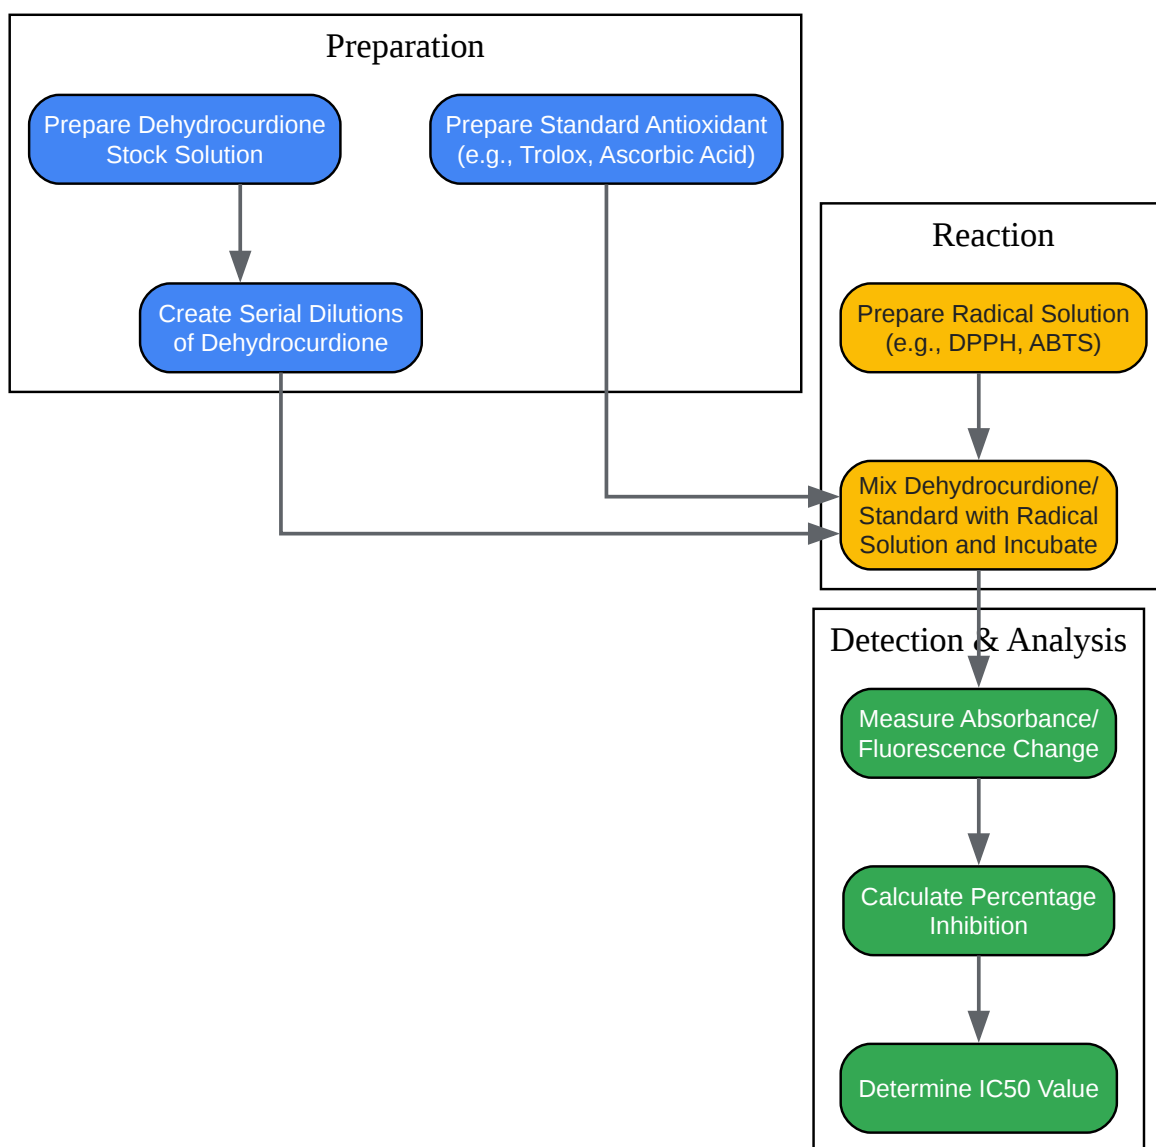 Preparation
Prepare Dehydrocurdione
Stock Solution
Prepare Standard Antioxidant
(e.g., Trolox, Ascorbic Acid)
Create Serial Dilutions
of Dehydrocurdione
Reaction
Prepare Radical Solution
(e.g., DPPH, ABTS)
Mix Dehydrocurdione/
Standard with Radical
Solution and Incubate
Detection & Analysis
Measure Absorbance/
Fluorescence Change
Calculate Percentage
Inhibition
Determine IC50 Value